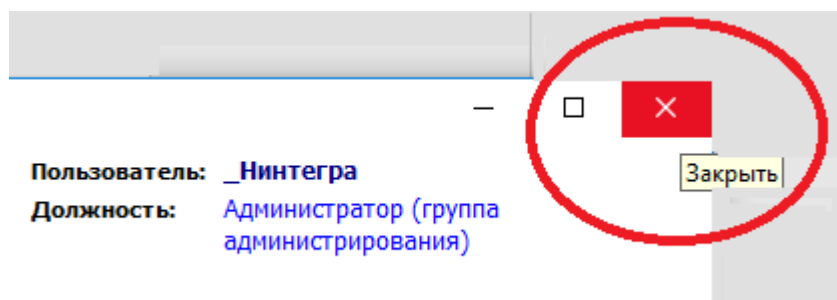 Пользователь: _Нинтегра
Закрыть
Должность: Администратор (группа
администрирования)